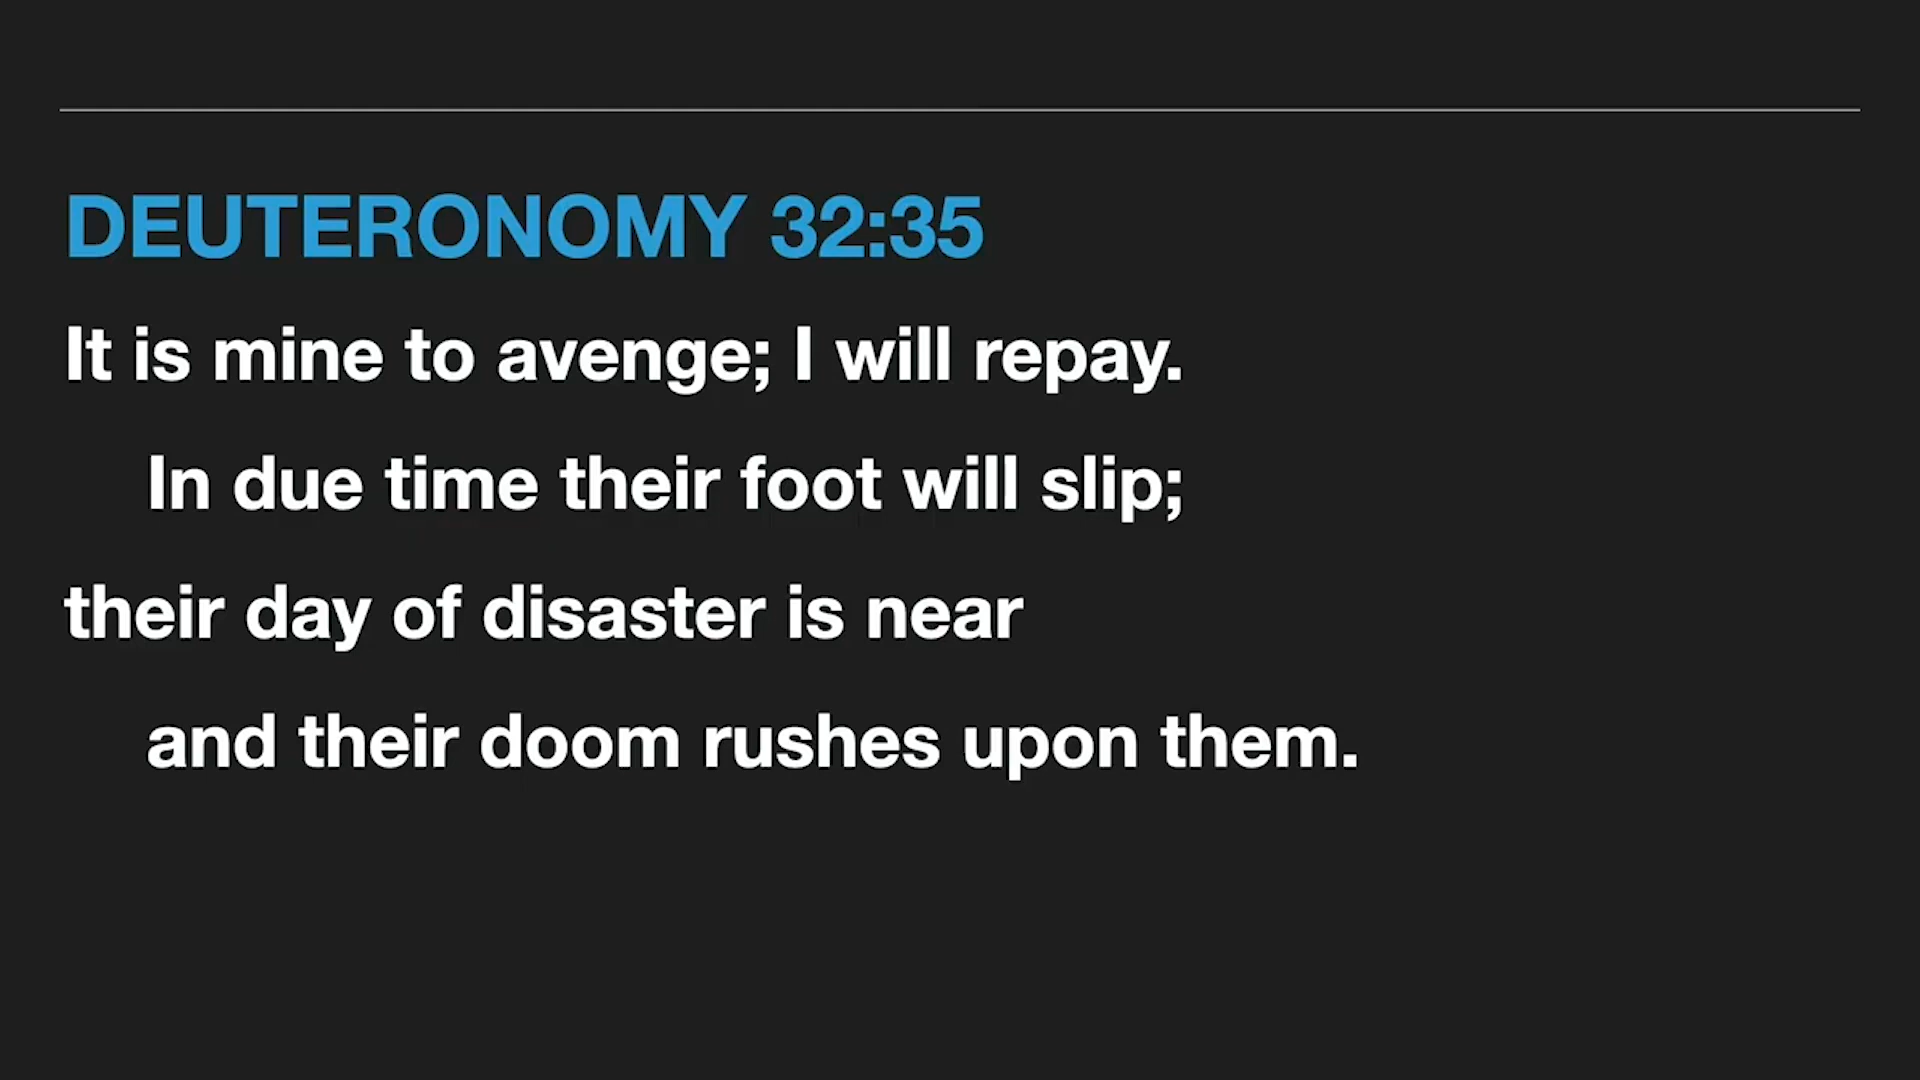 DEUTERONOMY 32:35
It is mine to avenge; I will repay.
In due time their foot will slip;
their day of disaster is near
and their doom rushes upon them.